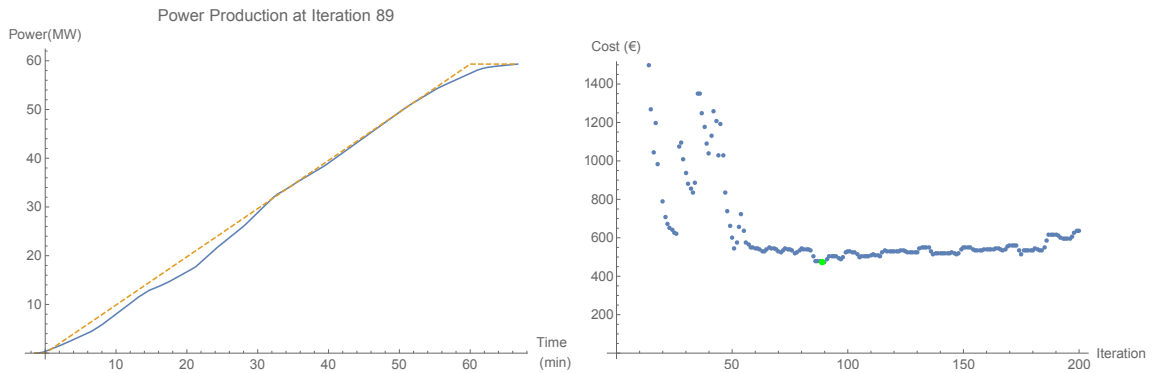 Power Production at Iteration 89
Power(MW)
60
50
40
30
20
10
10 20 30 40 50 60
Time
(min)
Cost (€)
1400
1200
1000
800
600
400
200
50 100 150 200
Iteration